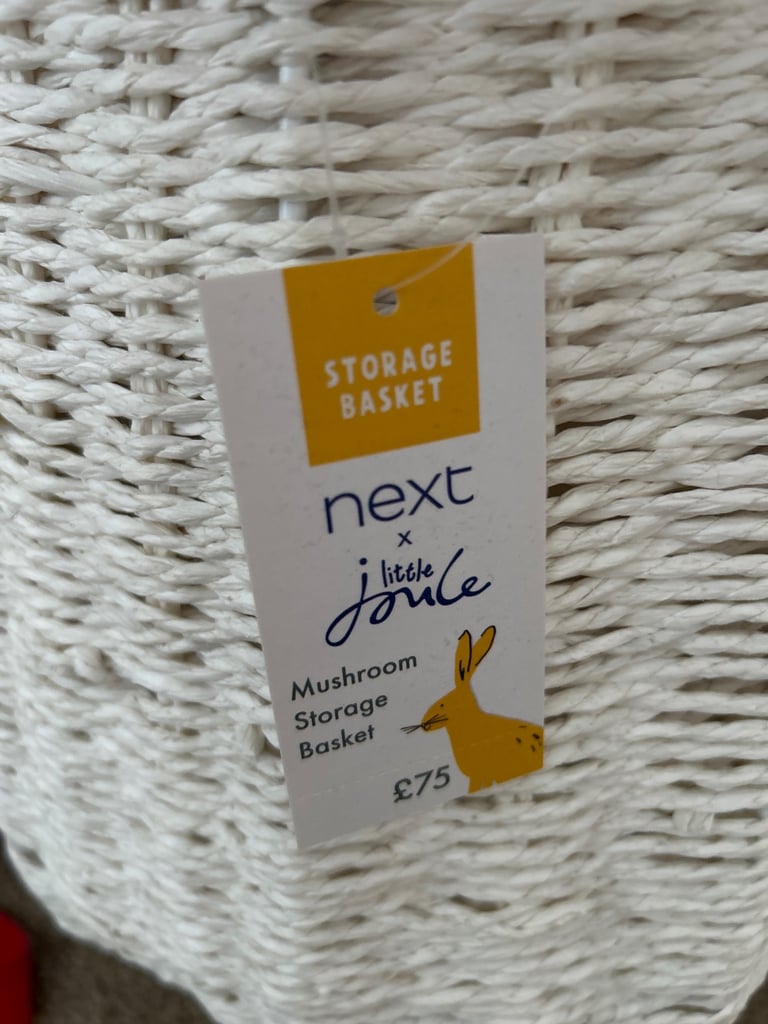 STORAGE
BASKET
next
x
little
joule
Mushroom
Storage
Basket
£75